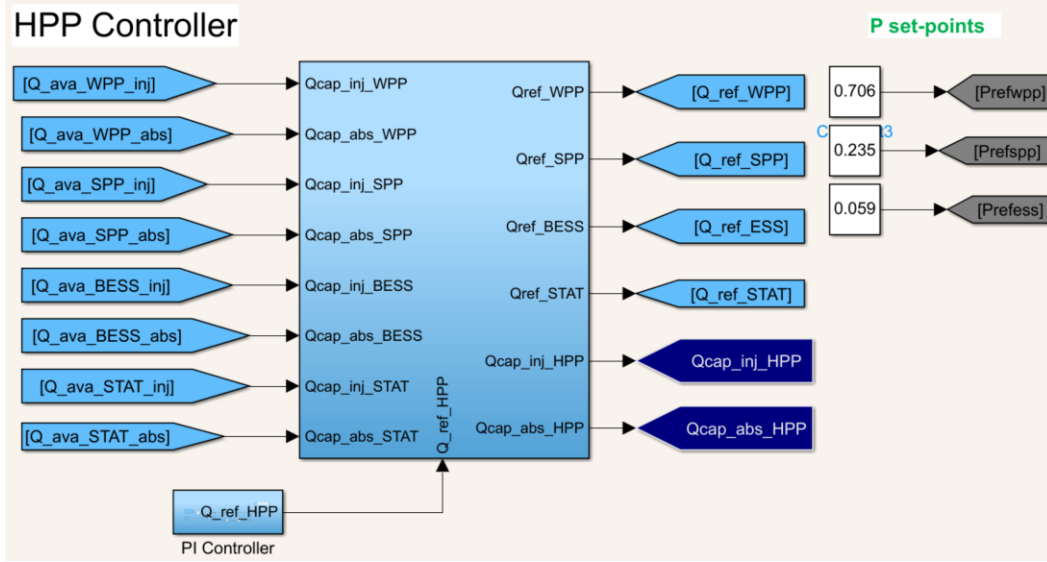 HPP Controller
P set-points
[Q_ava_WPP_inj]
[Q_ava_WPP_abs]
[Q_ava_SPP_inj]
[Q_ava_SPP_abs]
[Q_ava_BESS_inj]
[Q_ava_BESS_abs]
[Q_ava_STAT_inj]
[Q_ava_STAT_abs]
Qcap_inj_WPP
Qcap_abs_WPP
Qcap_inj_SPP
Qcap_abs_SPP
Qcap_inj_BESS
Qcap_abs_BESS
Qcap_inj_STAT
Qcap_abs_STAT
Q_ref_HPP
Qref_WPP
Qref_SPP
Qref_BESS
Qref_STAT
Qcap_inj_HPP
Qcap_abs_HPP
[Q_ref_WPP]
[Q_ref_SPP]
[Q_ref_ESS]
[Q_ref_STAT]
Qcap_inj_HPP
Qcap_abs_HPP
0.706
0.235
0.059
[Prefwpp]
[Prefspp]
[Prefess]
Q_ref_HPP
PI Controller